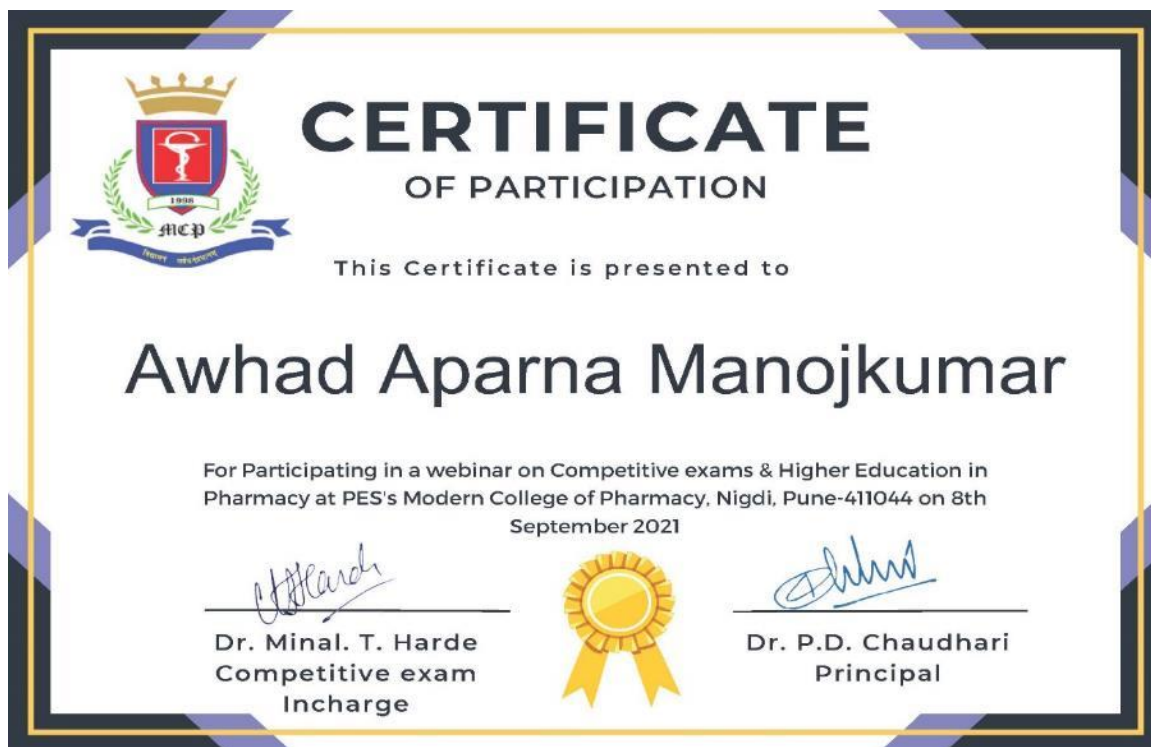 CERTIFICATE
OF PARTICIPATION
1998
MCP
This Certificate is presented to
Awhad Aparna Manojkumar
For Participating in a webinar on Competitive exams & Higher Education in
Pharmacy at PES's Modern College of Pharmacy, Nigdi, Pune-411044 on 8th
September 2021
Dr. Minal. T. Harde
Competitive exam
Incharge
Dr. P.D. Chaudhari
Principal